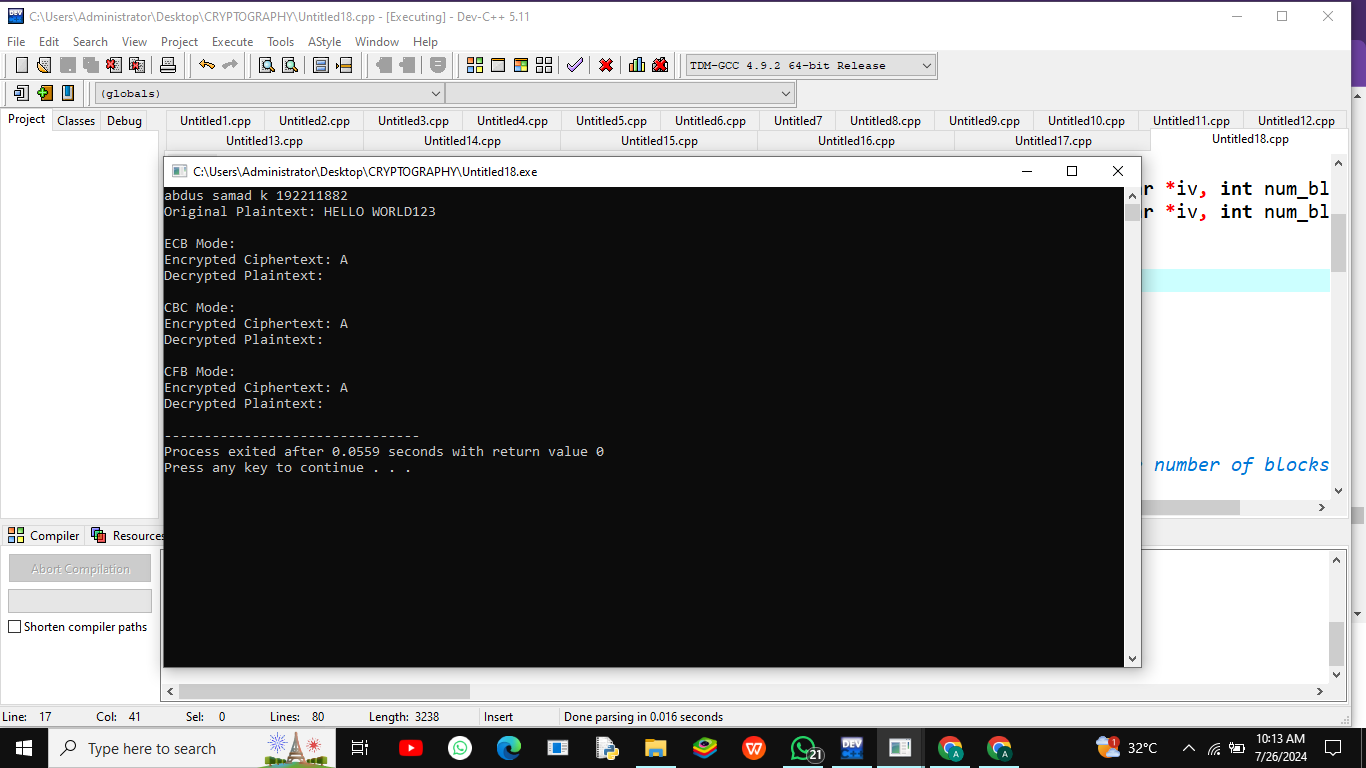 C:\Users\Administrator\Desktop\CRYPTOGRAPHY\Untitled18.cpp - [Executing] - Dev-C++ 5.11
File Edit Search View Project Execute Tools AStyle Window Help
TDM-GCC 4.9.2 64-bit Release
(globals)
Project Classes Debug
Untitled1.cpp Untitled2.cpp Untitled3.cpp Untitled4.cpp Untitled5.cpp Untitled6.cpp Untitled7 Untitled8.cpp Untitled9.cpp Untitled10.cpp Untitled11.cpp Untitled12.cpp
Untitled13.cpp Untitled14.cpp Untitled15.cpp Untitled16.cpp Untitled17.cpp Untitled18.cpp
C:\Users\Administrator\Desktop\CRYPTOGRAPHY\Untitled18.exe
abdus samad k 192211882
Original Plaintext: HELLO WORLD123
ECB Mode:
Encrypted Ciphertext: A
Decrypted Plaintext:
CBC Mode:
Encrypted Ciphertext: A
Decrypted Plaintext:
CFB Mode:
Encrypted Ciphertext: A
Decrypted Plaintext:
--------------------------------
Process exited after 0.0559 seconds with return value 0
Press any key to continue . . .
r *iv, int num_bl
r *iv, int num_bl
number of blocks
Compiler Resources
Abort Compilation
Shorten compiler paths
Line: 17 Col: 41 Sel: 0 Lines: 80 Length: 3238 Insert Done parsing in 0.016 seconds
Type here to search
21
DEV
1
32°C
10:13 AM
7/26/2024